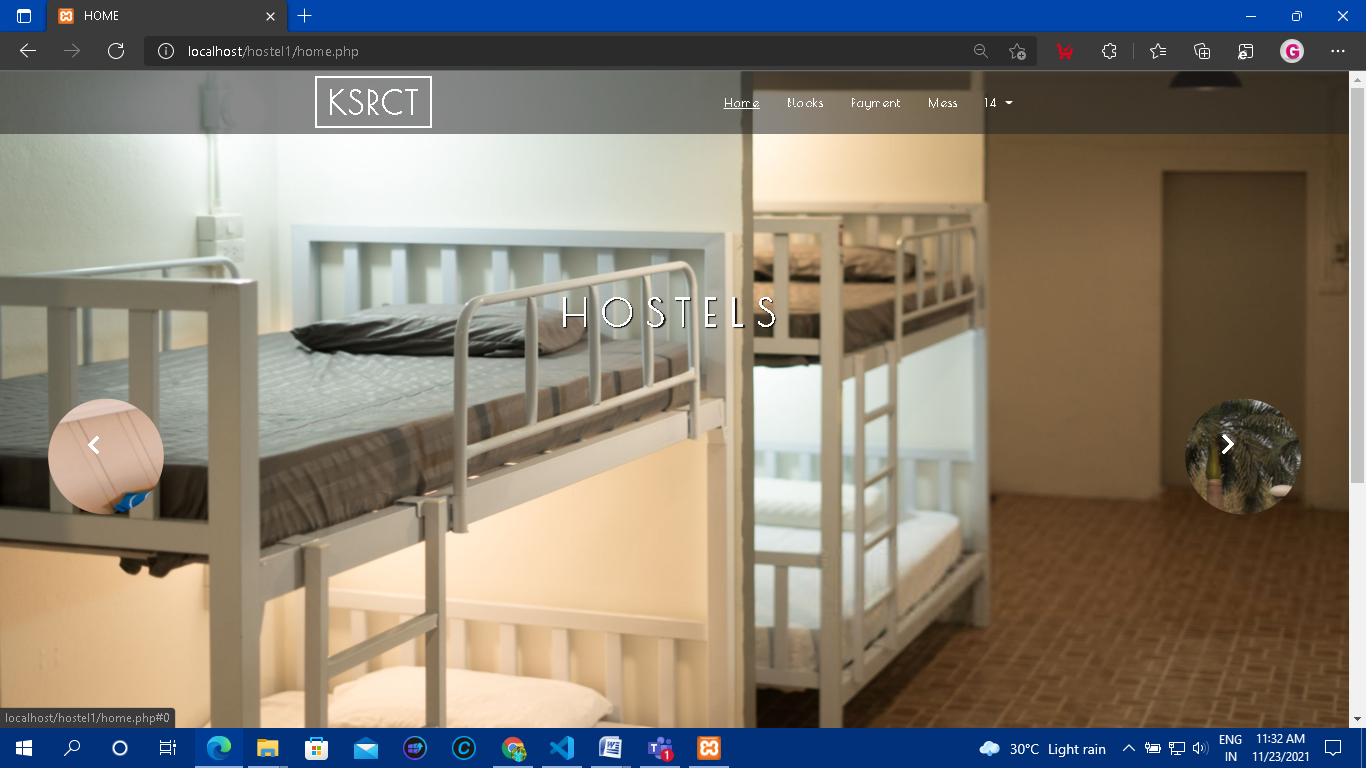 HOME
localhost/hostel1/home.php
G
KSRCT
Home Blocks Payment Mess 14
HOSTELS
localhost/hostel1/home.php#0
1
30°C Light rain
ENG
IN
11:32 AM
11/23/2021